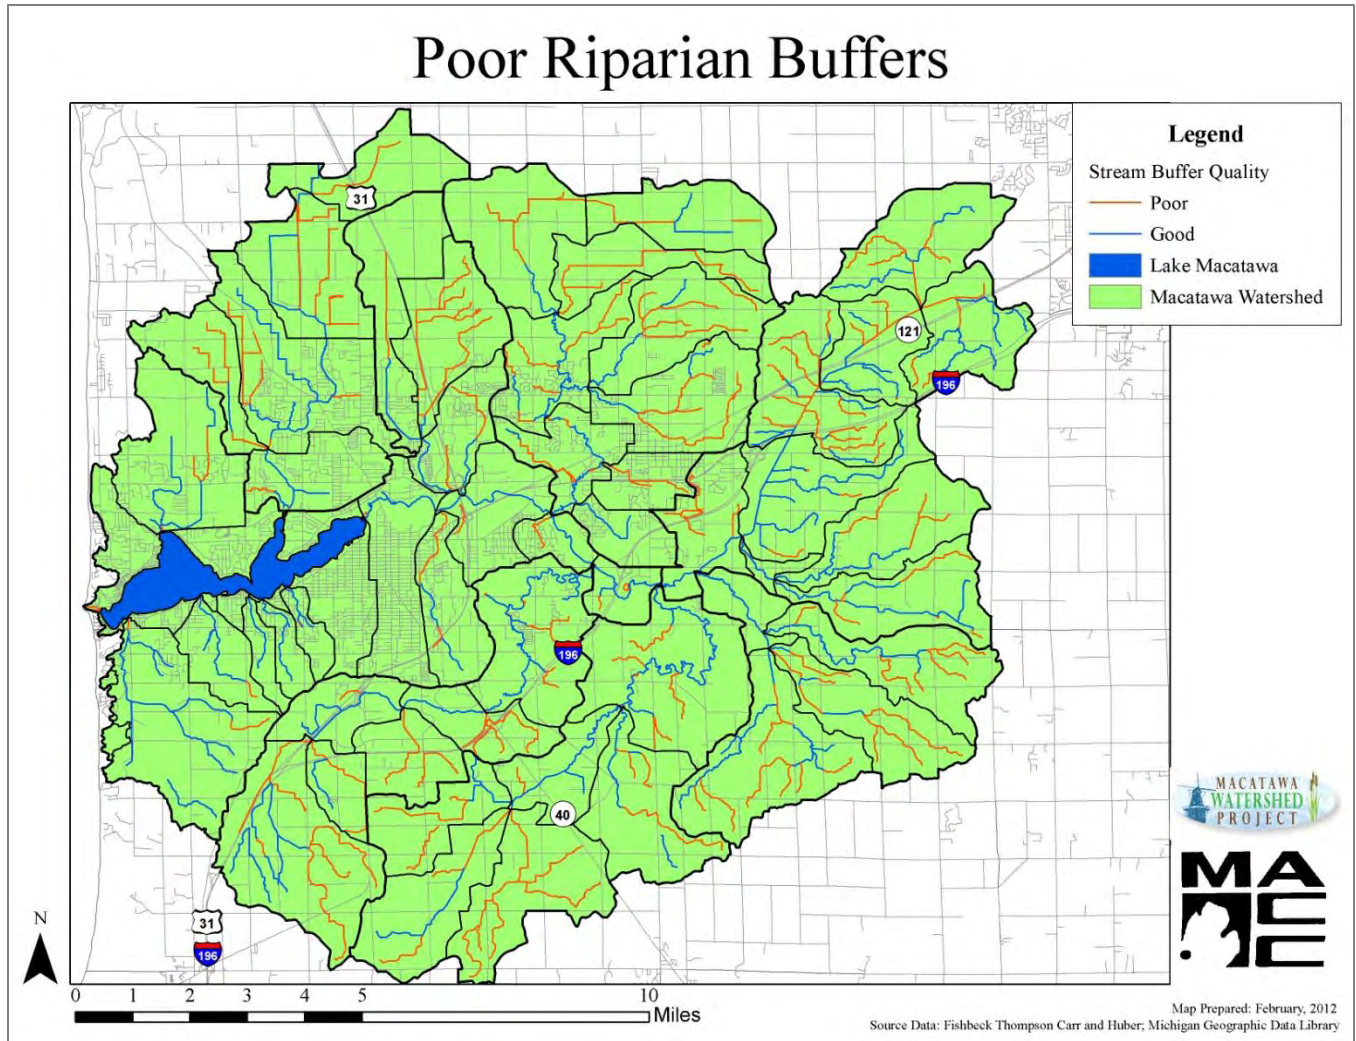 Poor Riparian Buffers
Legend
Stream Buffer Quality
Poor
Good
Lake Macatawa
Macatawa Watershed
31
121
196
196
40
31
196
N
0 1 2 3 4 5 10 Miles
MACATAWA
WATERSHED
PROJECT
MA
CC
Map Prepared: February, 2012
Source Data: Fishbeck Thompson Carr and Huber; Michigan Geographic Data Library